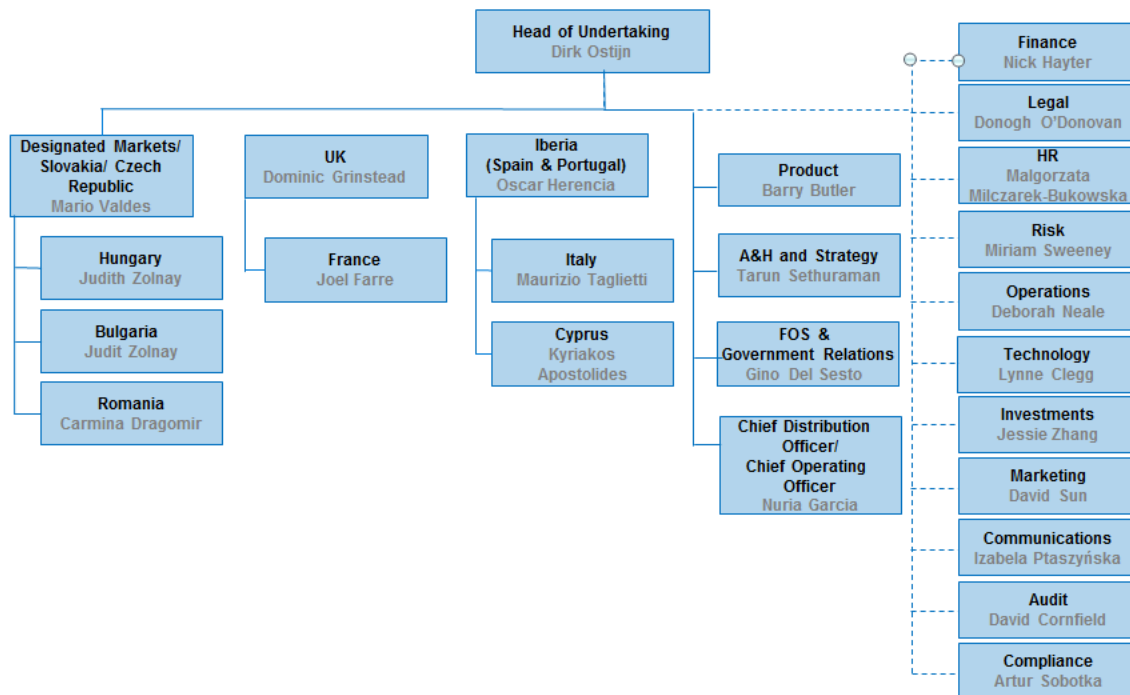 Head of Undertaking
Dirk Ostijn
Designated Markets/
Slovakia/ Czech
Republic
Mario Valdes
Hungary
Judith Zolnay
Bulgaria
Judit Zolnay
Romania
Carmina Dragomir
UK
Dominic Grinstead
France
Joel Farre
Iberia
(Spain & Portugal)
Oscar Herencia
Italy
Maurizio Taglietti
Cyprus
Kyriakos
Apostolides
Product
Barry Butler
A&H and Strategy
Tarun Sethuraman
FOS &
Government Relations
Gino Del Sesto
Chief Distribution
Officer/
Chief Operating
Officer
Nuria Garcia
Finance
Nick Hayter
Legal
Donogh O'Donovan
HR
Malgorzata
Milczarek-Bukowska
Risk
Miriam Sweeney
Operations
Deborah Neale
Technology
Lynne Clegg
Investments
Jessie Zhang
Marketing
David Sun
Communications
Izabela Ptaszyńska
Audit
David Cornfield
Compliance
Artur Sobotka